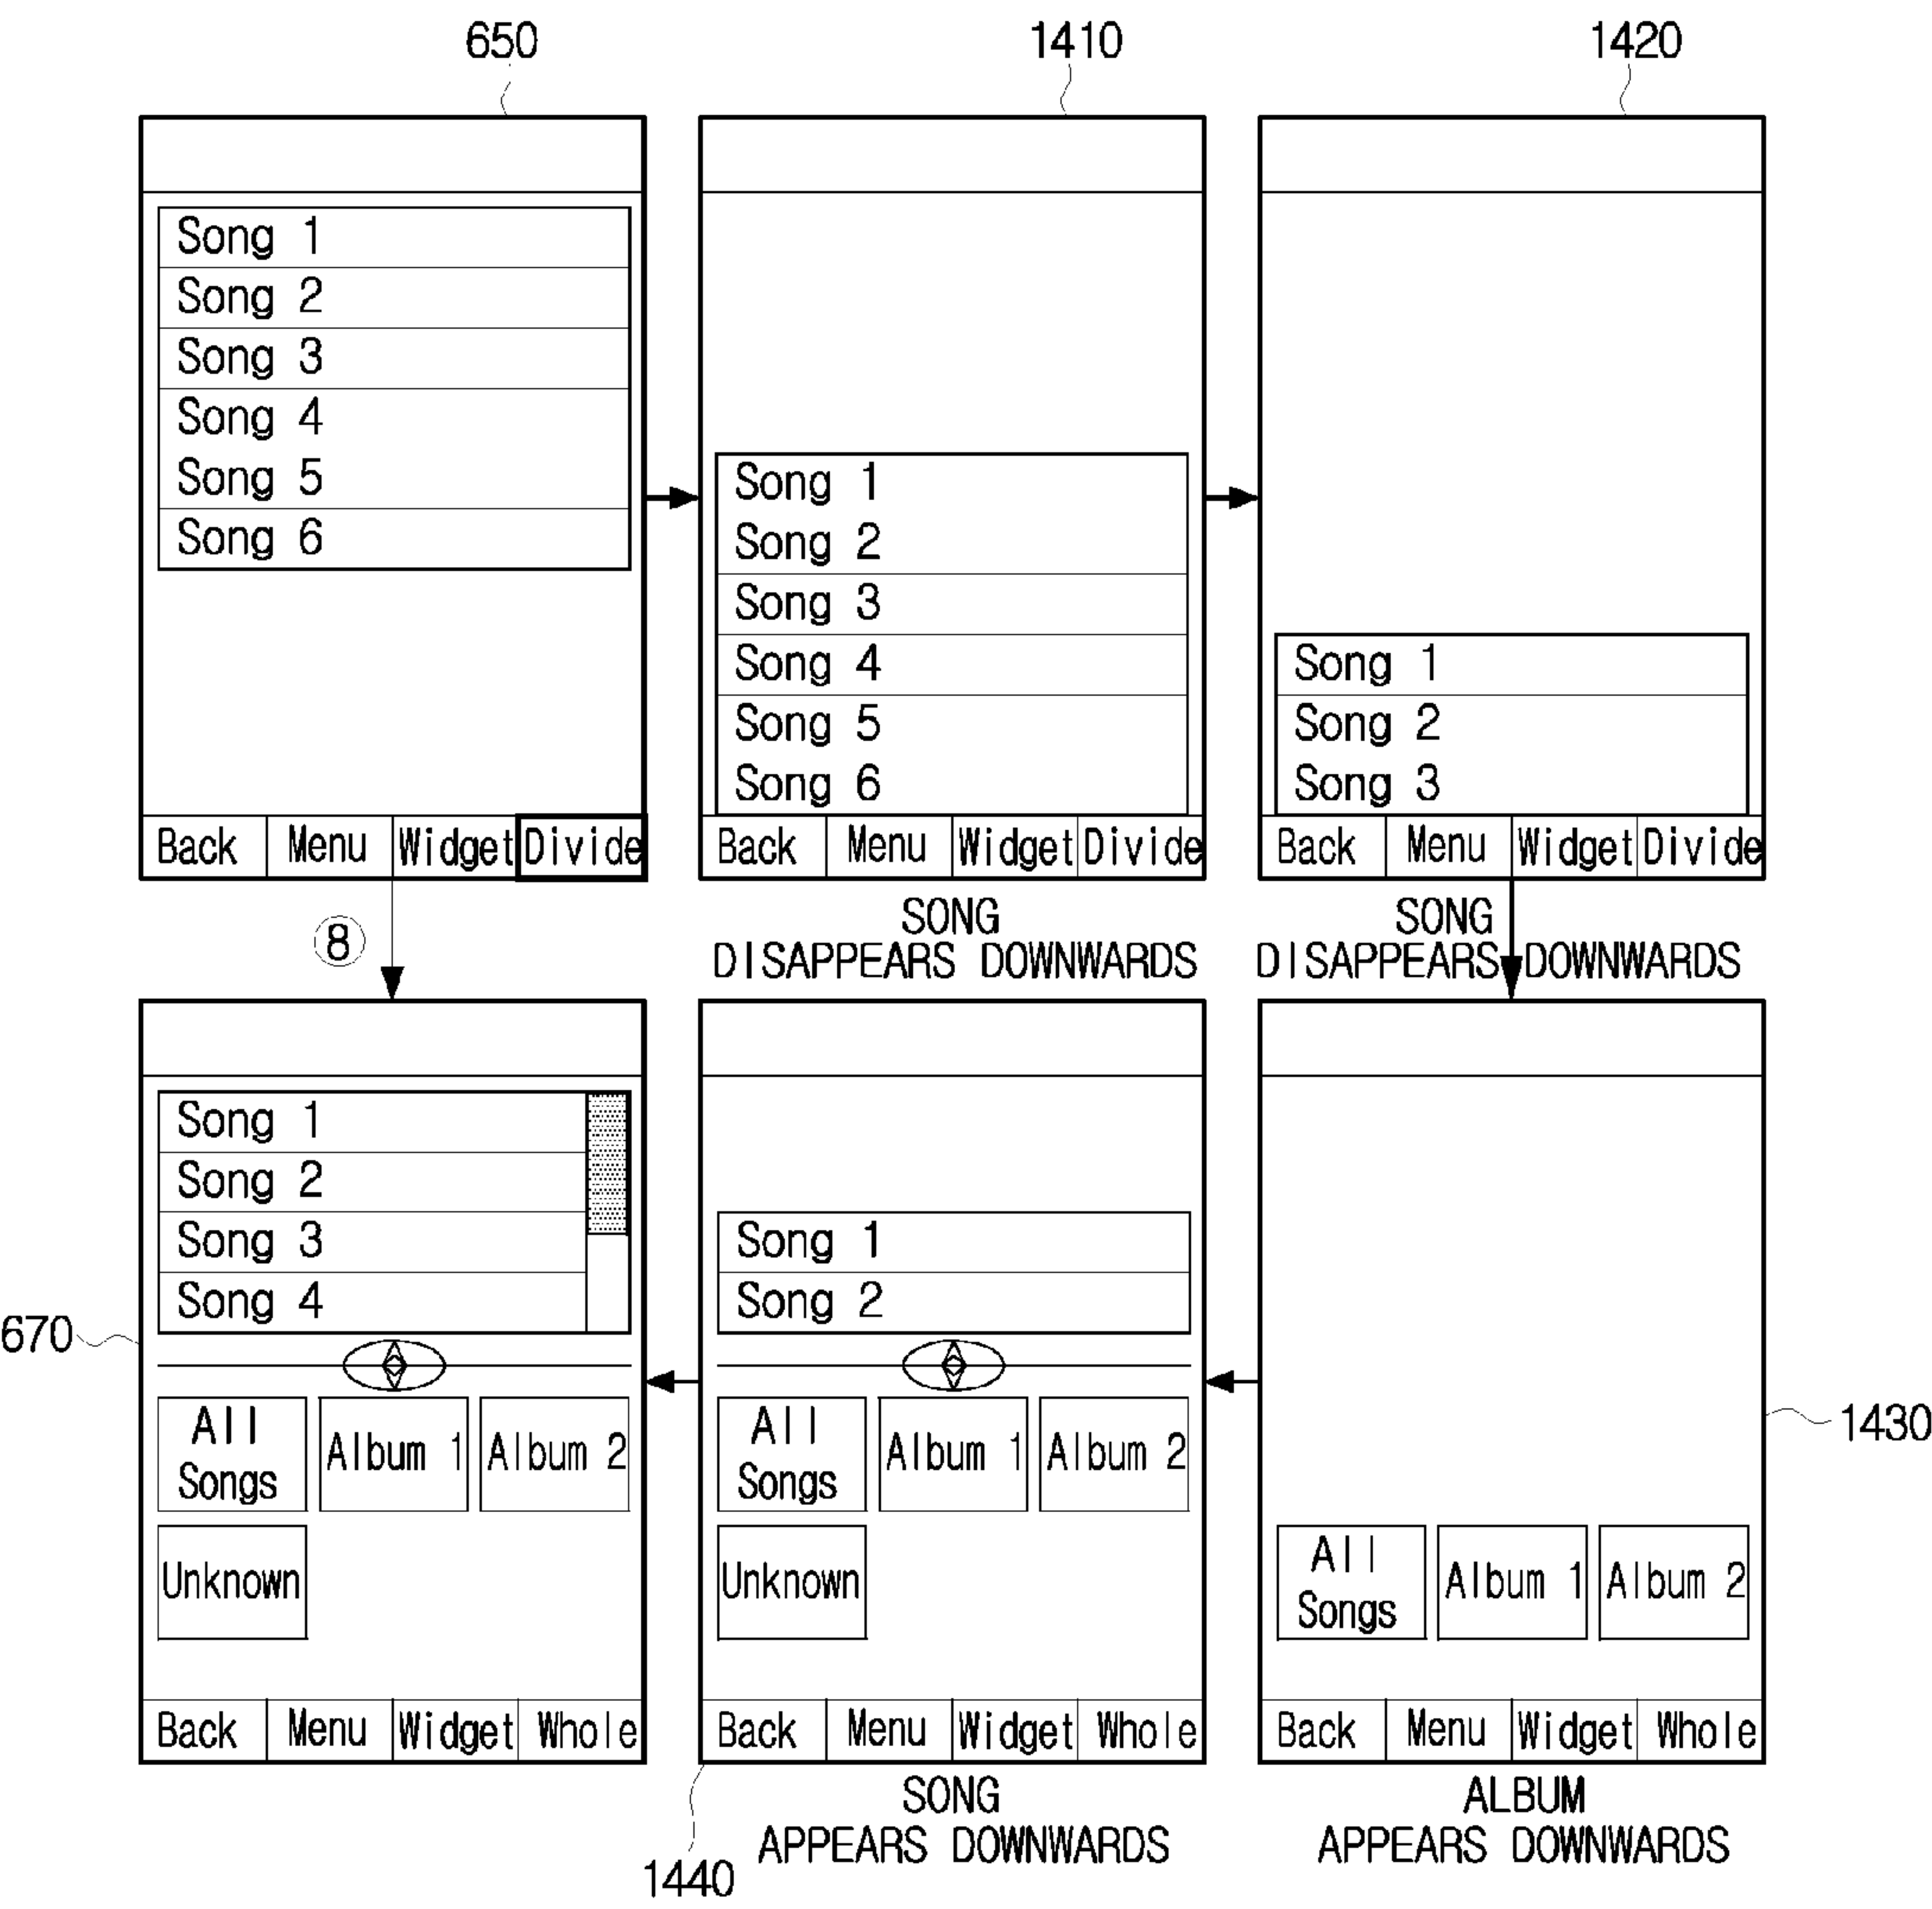 650
1410
1420
Song 1
Song 2
Song 3
Song 4
Song 5
Song 6
Back Menu Widget Divide
Song 1
Song 2
Song 3
Song 4
Song 5
Song 6
Back Menu Widget Divide
SONG
DISAPPEARS DOWNWARDS
Song 1
Song 2
Song 3
Back Menu Widget Divide
SONG
DISAPPEARS DOWNWARDS
8
670
Song 1
Song 2
Song 3
Song 4
All
Songs
Album 1
Album 2
Unknown
Back Menu Widget Whole
Song 1
Song 2
All
Songs
Album 1
Album 2
Unknown
Back Menu Widget Whole
SONG
APPEARS DOWNWARDS
1440
1430
All
Songs
Album 1
Album 2
Back Menu Widget Whole
ALBUM
APPEARS DOWNWARDS